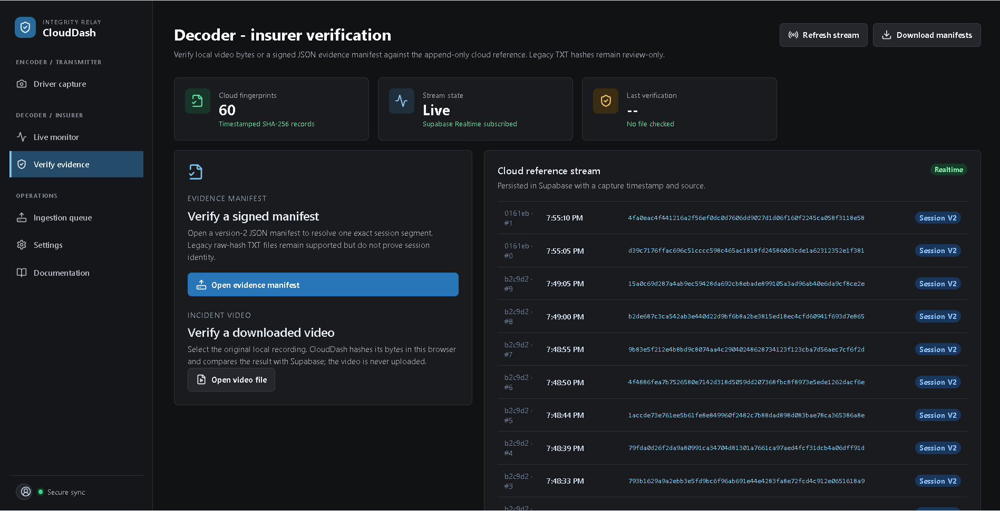 INTEGRITY RELAY
CloudDash
ENCODER / TRANSMITTER
Driver capture
DECODER / INSURER
Live monitor
Verify evidence
OPERATIONS
Ingestion queue
Settings
Documentation
Secure sync
Decoder - insurer verification
Verify local video bytes or a signed JSON evidence manifest against the append-only cloud reference. Legacy TXT hashes remain review-only.
Refresh stream
Download manifests
Cloud fingerprints
60
Timestamped SHA-256 records
Stream state
Live
Supabase Realtime subscribed
Last verification
--
No file checked
EVIDENCE MANIFEST
Verify a signed manifest
Open a version-2 JSON manifest to resolve one exact session segment.
Legacy raw-hash TXT files remain supported but do not prove session
identity.
Open evidence manifest
INCIDENT VIDEO
Verify a downloaded video
Select the original local recording. CloudDash hashes its bytes in this browser
and compares the result with Supabase; the video is never uploaded.
Open video file
Cloud reference stream
Realtime
Persisted in Supabase with a capture timestamp and source.
0161eb ·
#1
7:55:10 PM
4fa0eac4f441216a2f56ef0dc0d7606dd9027d1d06f160f2245ca058f3118e58
Session V2
0161eb ·
#0
7:55:05 PM
d39c7176ffac696c51cccc598c465ac1818fd245860d3cde1a62312352e1f381
Session V2
b2c9d2 ·
#9
7:49:05 PM
15a0c69d287a4ab9ec59428da692cb8ebade899105a3ad96ab40e6da9cf8ce2e
Session V2
b2c9d2 ·
#8
7:49:00 PM
b2de687c3ca542ab3e440d22d9bf6b8a2be3815ed18ec4cfd60941f693d7e865
Session V2
b2c9d2 ·
#7
7:48:55 PM
9b83e5f212e4b8bd9c8074aa4c29040248628734123f123cba7d56aec7cf6f2d
Session V2
b2c9d2 ·
#6
7:48:50 PM
4f4886fea7b7526580e7142d318d5059dd207368fbc8f8973e5ede1262dacf6e
Session V2
b2c9d2 ·
#5
7:48:44 PM
1accde73e761ee5b61fe8e849960f2482c7b88dad898d083bae78ca365386a8e
Session V2
b2c9d2 ·
#4
7:48:39 PM
79fda0d26f2da9a80991ca34704d81301a7661ca97aed4fcf31dcb4a06dff91d
Session V2
b2c9d2 ·
#3
7:48:33 PM
793b1629a9a2ebb3e5fd9bc6f96ab691e44e4283fa8e72fcd4c912e0651618a9
Session V2
b2c9d2 ·